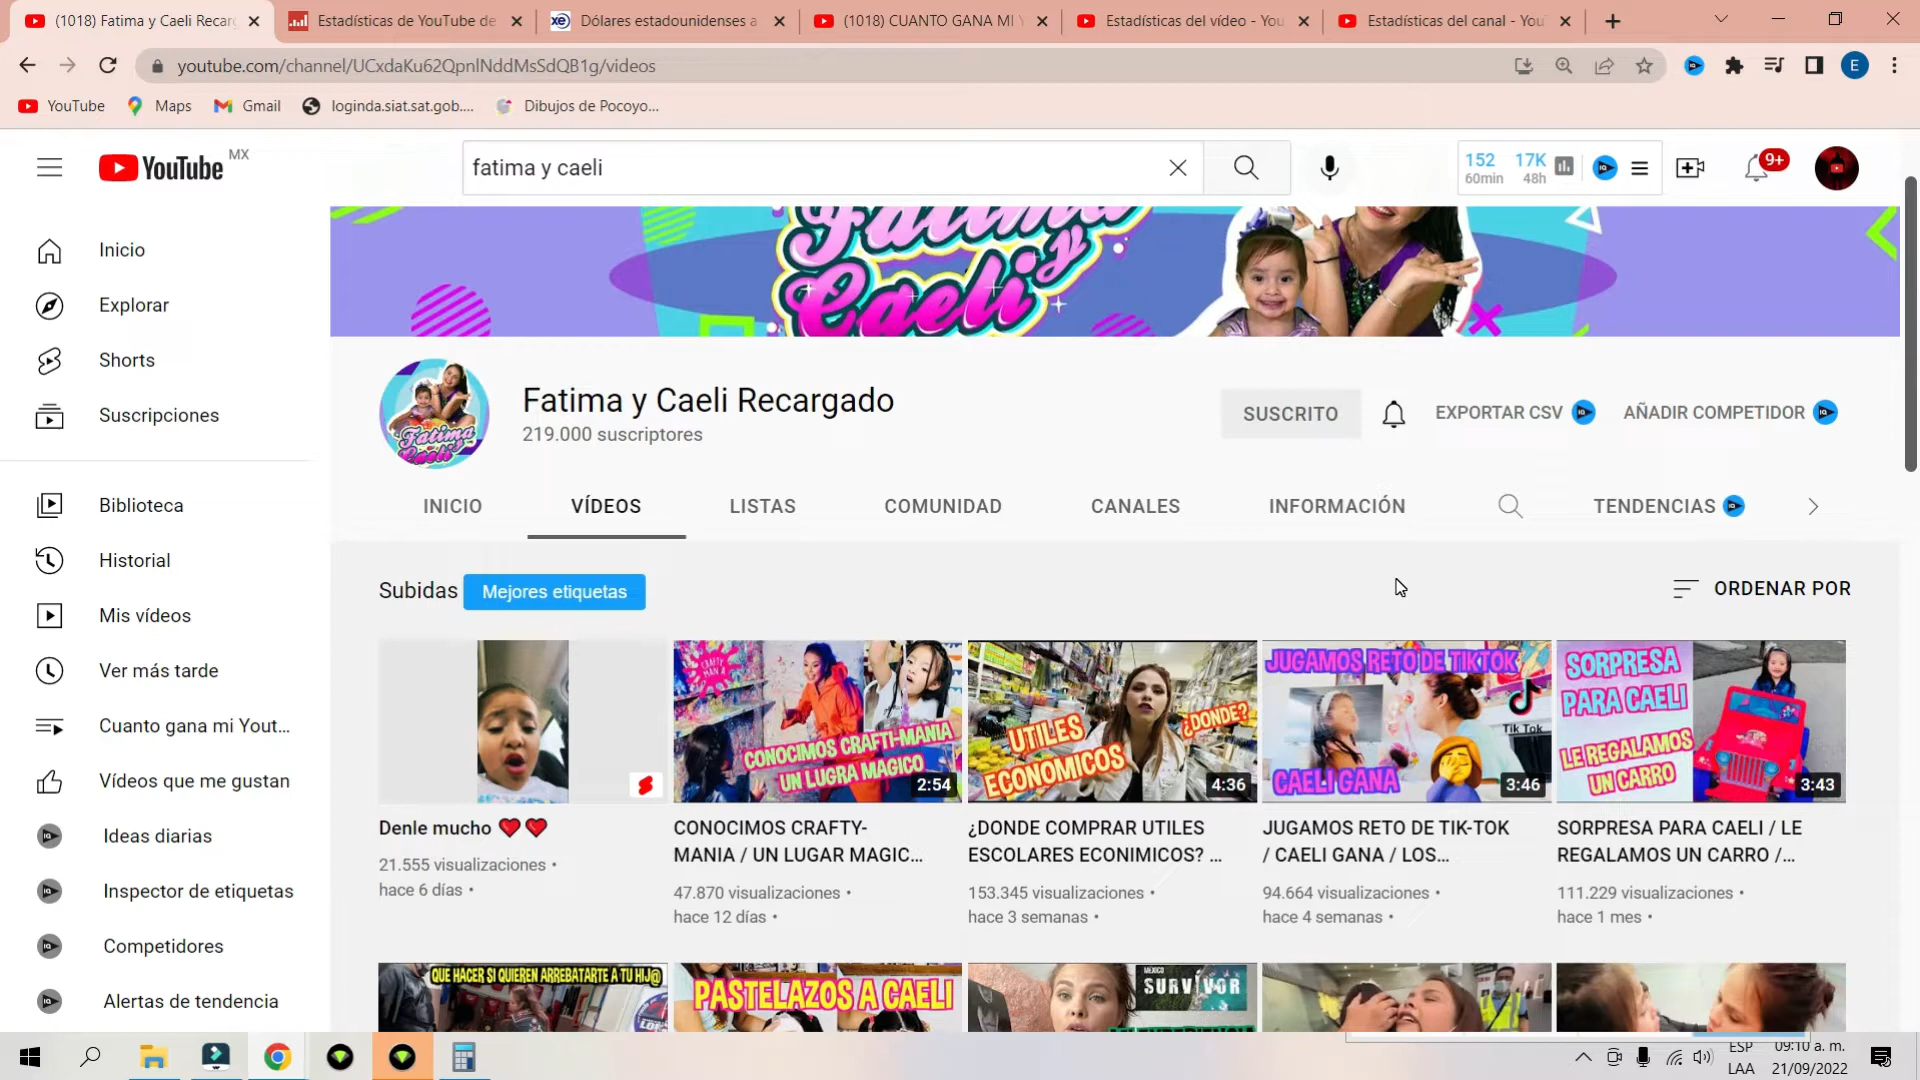 (1018) Fatima y Caeli Recarg
Estadísticas de YouTube de
Dólares estadounidenses a
(1018) CUANTO GANA MI Y
Estadísticas del vídeo - You
Estadísticas del canal - You
youtube.com/channel/UCxdaKu62QpnlNddMsSdQB1g/videos
E
YouTube
Maps
Gmail
loginda.siat.sat.gob....
Dibujos de Pocoyo...
YouTube MX
fatima y caeli
152 17K
60min 48h
9+
Inicio
Explorar
Shorts
Suscripciones
Biblioteca
Historial
Mis vídeos
Ver más tarde
Cuanto gana mi Yout...
Vídeos que me gustan
Ideas diarias
Inspector de etiquetas
Competidores
Alertas de tendencia
Fatima y
Caeli
Fatima y
Caeli
Fatima y Caeli Recargado
219.000 suscriptores
SUSCRITO
EXPORTAR CSV
AÑADIR COMPETIDOR
INICIO
VÍDEOS
LISTAS
COMUNIDAD
CANALES
INFORMACIÓN
TENDENCIAS
Subidas
Mejores etiquetas
ORDENAR POR
CRAFTY MANIA
CONOCIMOS CRAFTI-MANIA
UN LUGRA MAGICO
2:54
UTILES
ECONOMICOS
¿DONDE?
4:36
JUGAMOS RETO DE TIKTOK
CAELI GANA
Tik Tok
3:46
SORPRESA
PARA CAELI
LE REGALAMOS
UN CARRO
3:43
Denle mucho ❤️❤️
21.555 visualizaciones •
hace 6 días •
CONOCIMOS CRAFTY-
MANIA / UN LUGAR MAGIC...
47.870 visualizaciones •
hace 12 días •
¿DONDE COMPRAR UTILES
ESCOLARES ECONIMICOS? ...
153.345 visualizaciones •
hace 3 semanas •
JUGAMOS RETO DE TIK-TOK
/ CAELI GANA / LOS...
94.664 visualizaciones •
hace 4 semanas •
SORPRESA PARA CAELI / LE
REGALAMOS UN CARRO /...
111.229 visualizaciones •
hace 1 mes •
QUE HACER SI QUIEREN ARREBATARTE A TU HIJ@
PASTELAZOS A CAELI
MEXICO
SURVIVOR
ESP
LAA
09:10 a. m.
21/09/2022